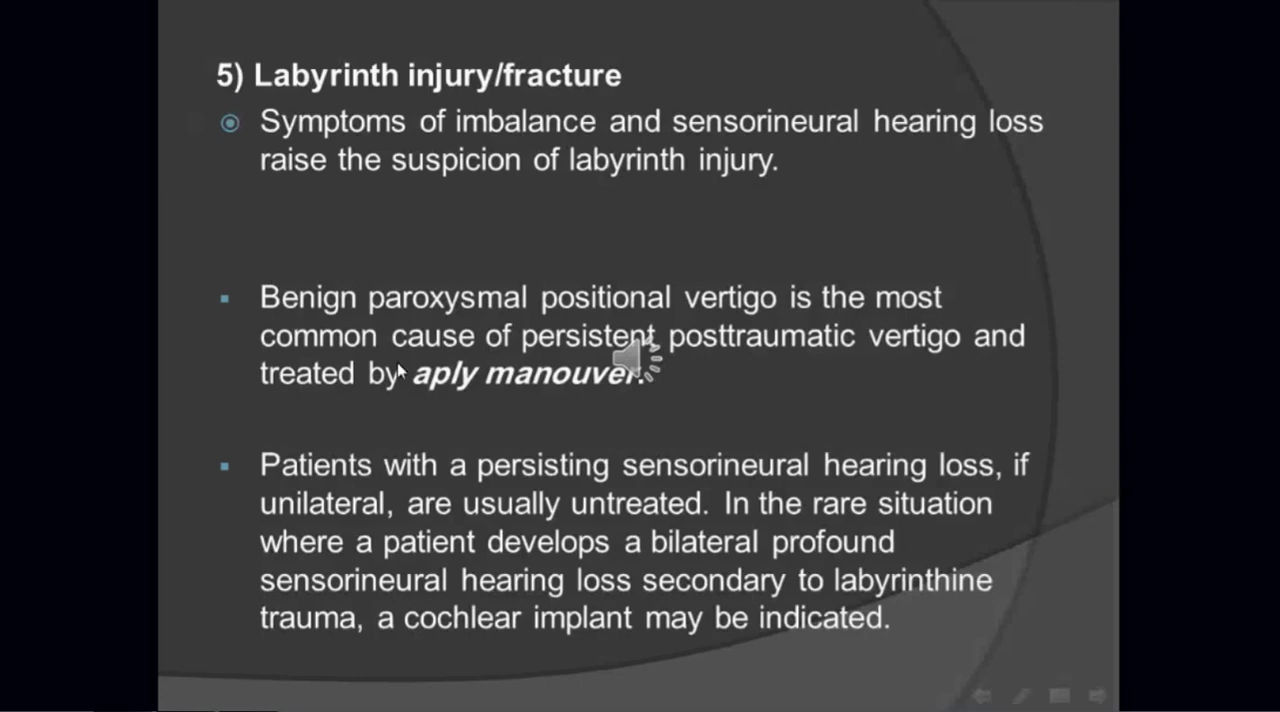 5) Labyrinth injury/fracture
Symptoms of imbalance and sensorineural hearing loss
raise the suspicion of labyrinth injury.
Benign paroxysmal positional vertigo is the most
common cause of persistent posttraumatic vertigo and
treated by aply manouver.
Patients with a persisting sensorineural hearing loss, if
unilateral, are usually untreated. In the rare situation
where a patient develops a bilateral profound
sensorineural hearing loss secondary to labyrinthine
trauma, a cochlear implant may be indicated.